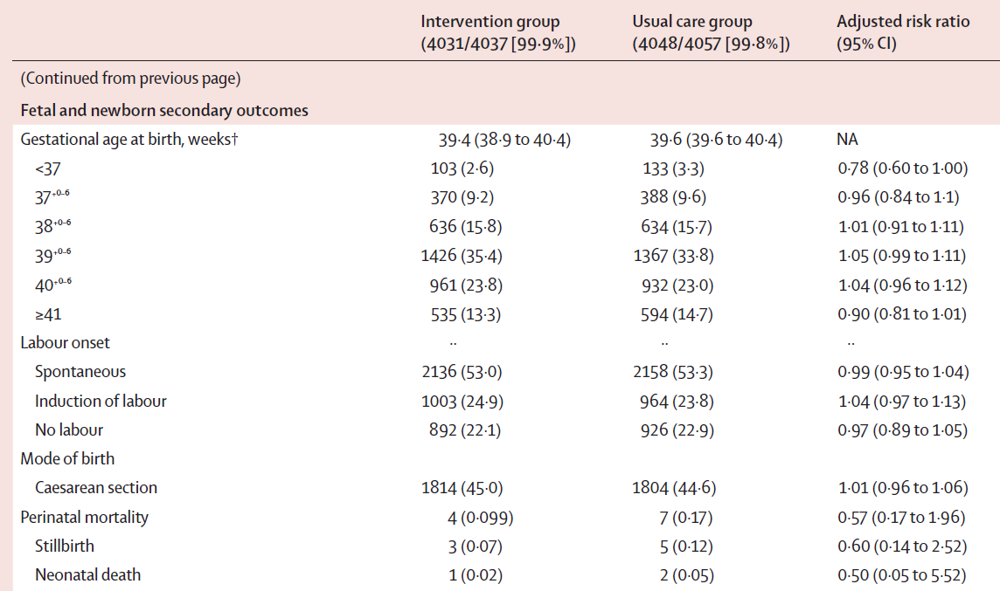 Intervention group Usual care group Adjusted risk ratio
(4031/4037 [99·9%]) (4048/4057 [99·8%]) (95% CI)
(Continued from previous page)
Fetal and newborn secondary outcomes
Gestational age at birth, weeks† 39·4 (38·9 to 40·4) 39·6 (39·6 to 40·4) NA
<37 103 (2·6) 133 (3·3) 0·78 (0·60 to 1·00)
37⁺⁰⁻⁶ 370 (9·2) 388 (9·6) 0·96 (0·84 to 1·1)
38⁺⁰⁻⁶ 636 (15·8) 634 (15·7) 1·01 (0·91 to 1·11)
39⁺⁰⁻⁶ 1426 (35·4) 1367 (33·8) 1·05 (0·99 to 1·11)
40⁺⁰⁻⁶ 961 (23·8) 932 (23·0) 1·04 (0·96 to 1·12)
≥41 535 (13·3) 594 (14·7) 0·90 (0·81 to 1·01)
Labour onset ·· ·· ··
Spontaneous 2136 (53·0) 2158 (53·3) 0·99 (0·95 to 1·04)
Induction of labour 1003 (24·9) 964 (23·8) 1·04 (0·97 to 1·13)
No labour 892 (22·1) 926 (22·9) 0·97 (0·89 to 1·05)
Mode of birth
Caesarean section 1814 (45·0) 1804 (44·6) 1·01 (0·96 to 1·06)
Perinatal mortality 4 (0·099) 7 (0·17) 0·57 (0·17 to 1·96)
Stillbirth 3 (0·07) 5 (0·12) 0·60 (0·14 to 2·52)
Neonatal death 1 (0·02) 2 (0·05) 0·50 (0·05 to 5·52)